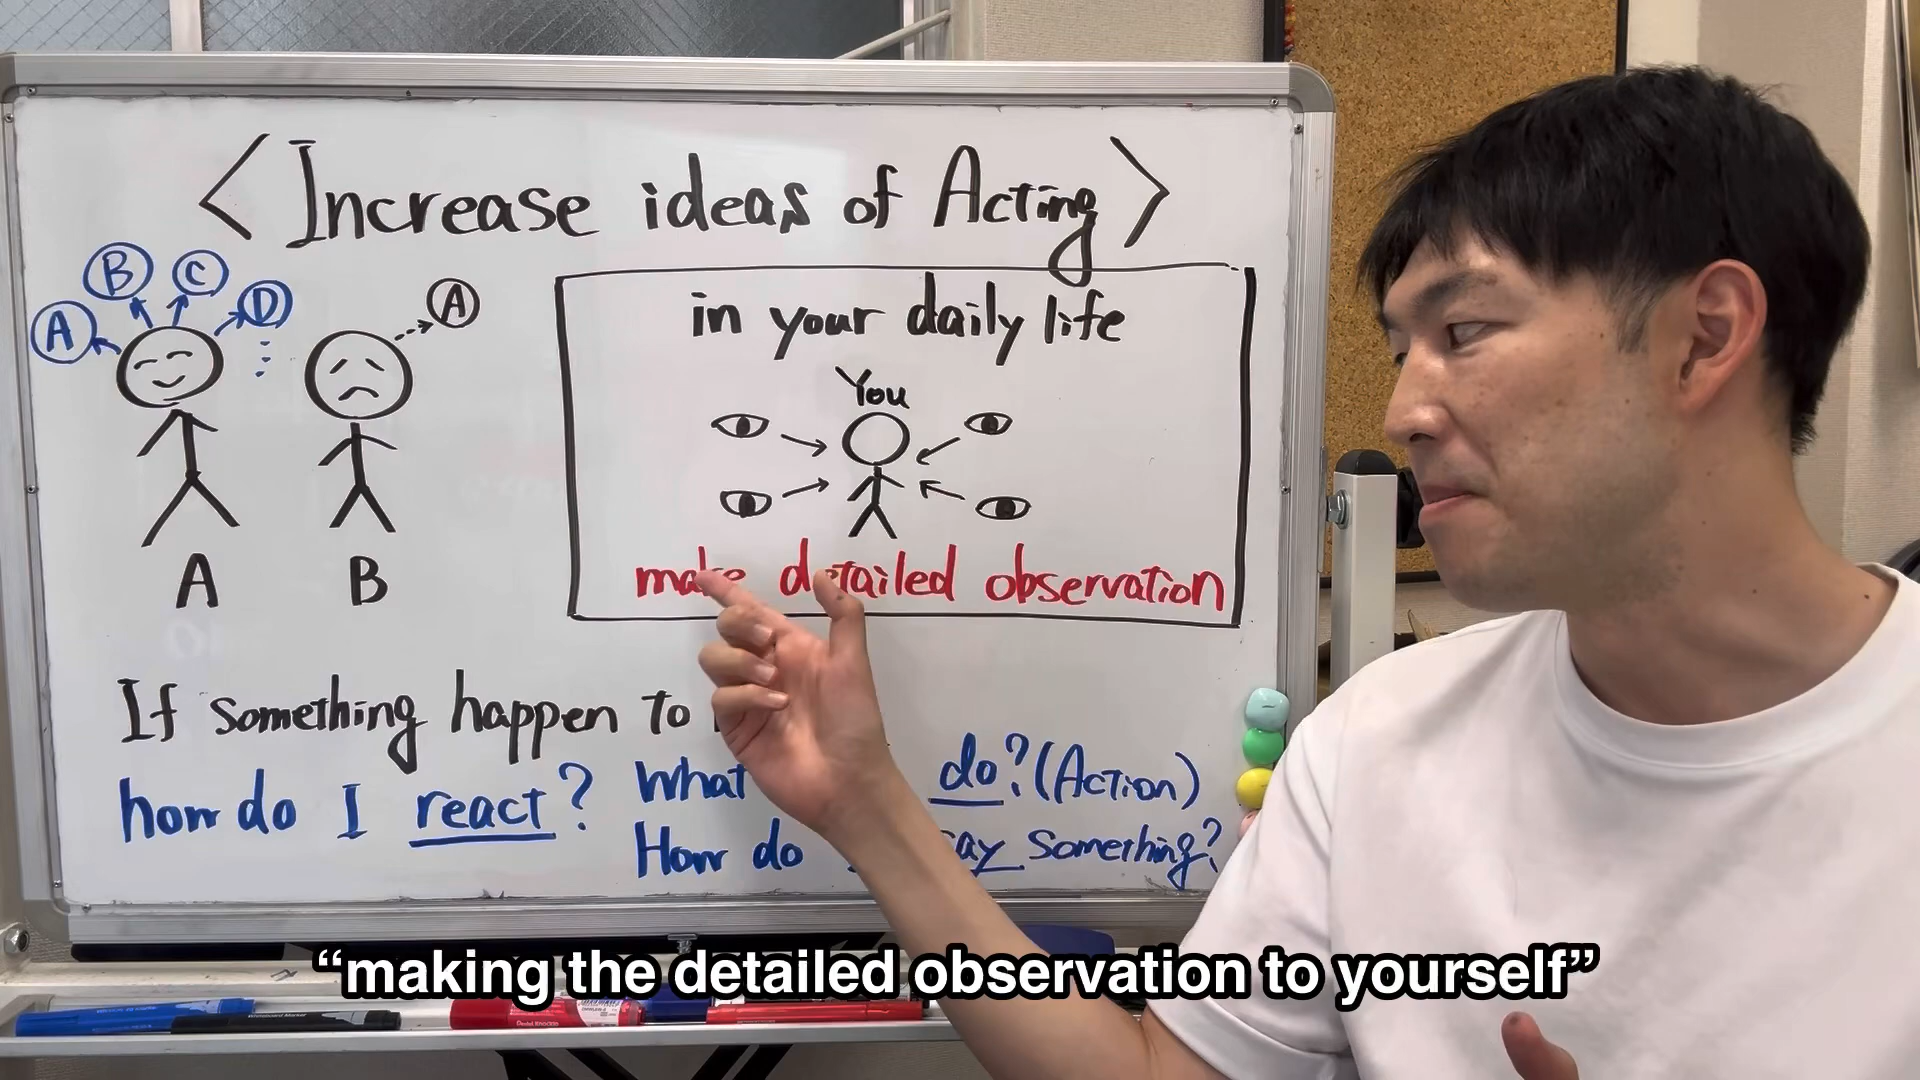 <Increase ideas of Acting>
A B C D
A
in your daily life
You
make detailed observation
A B
If something happen to
how do I react?
What do? (Action)
How do say something?
“making the detailed observation to yourself”